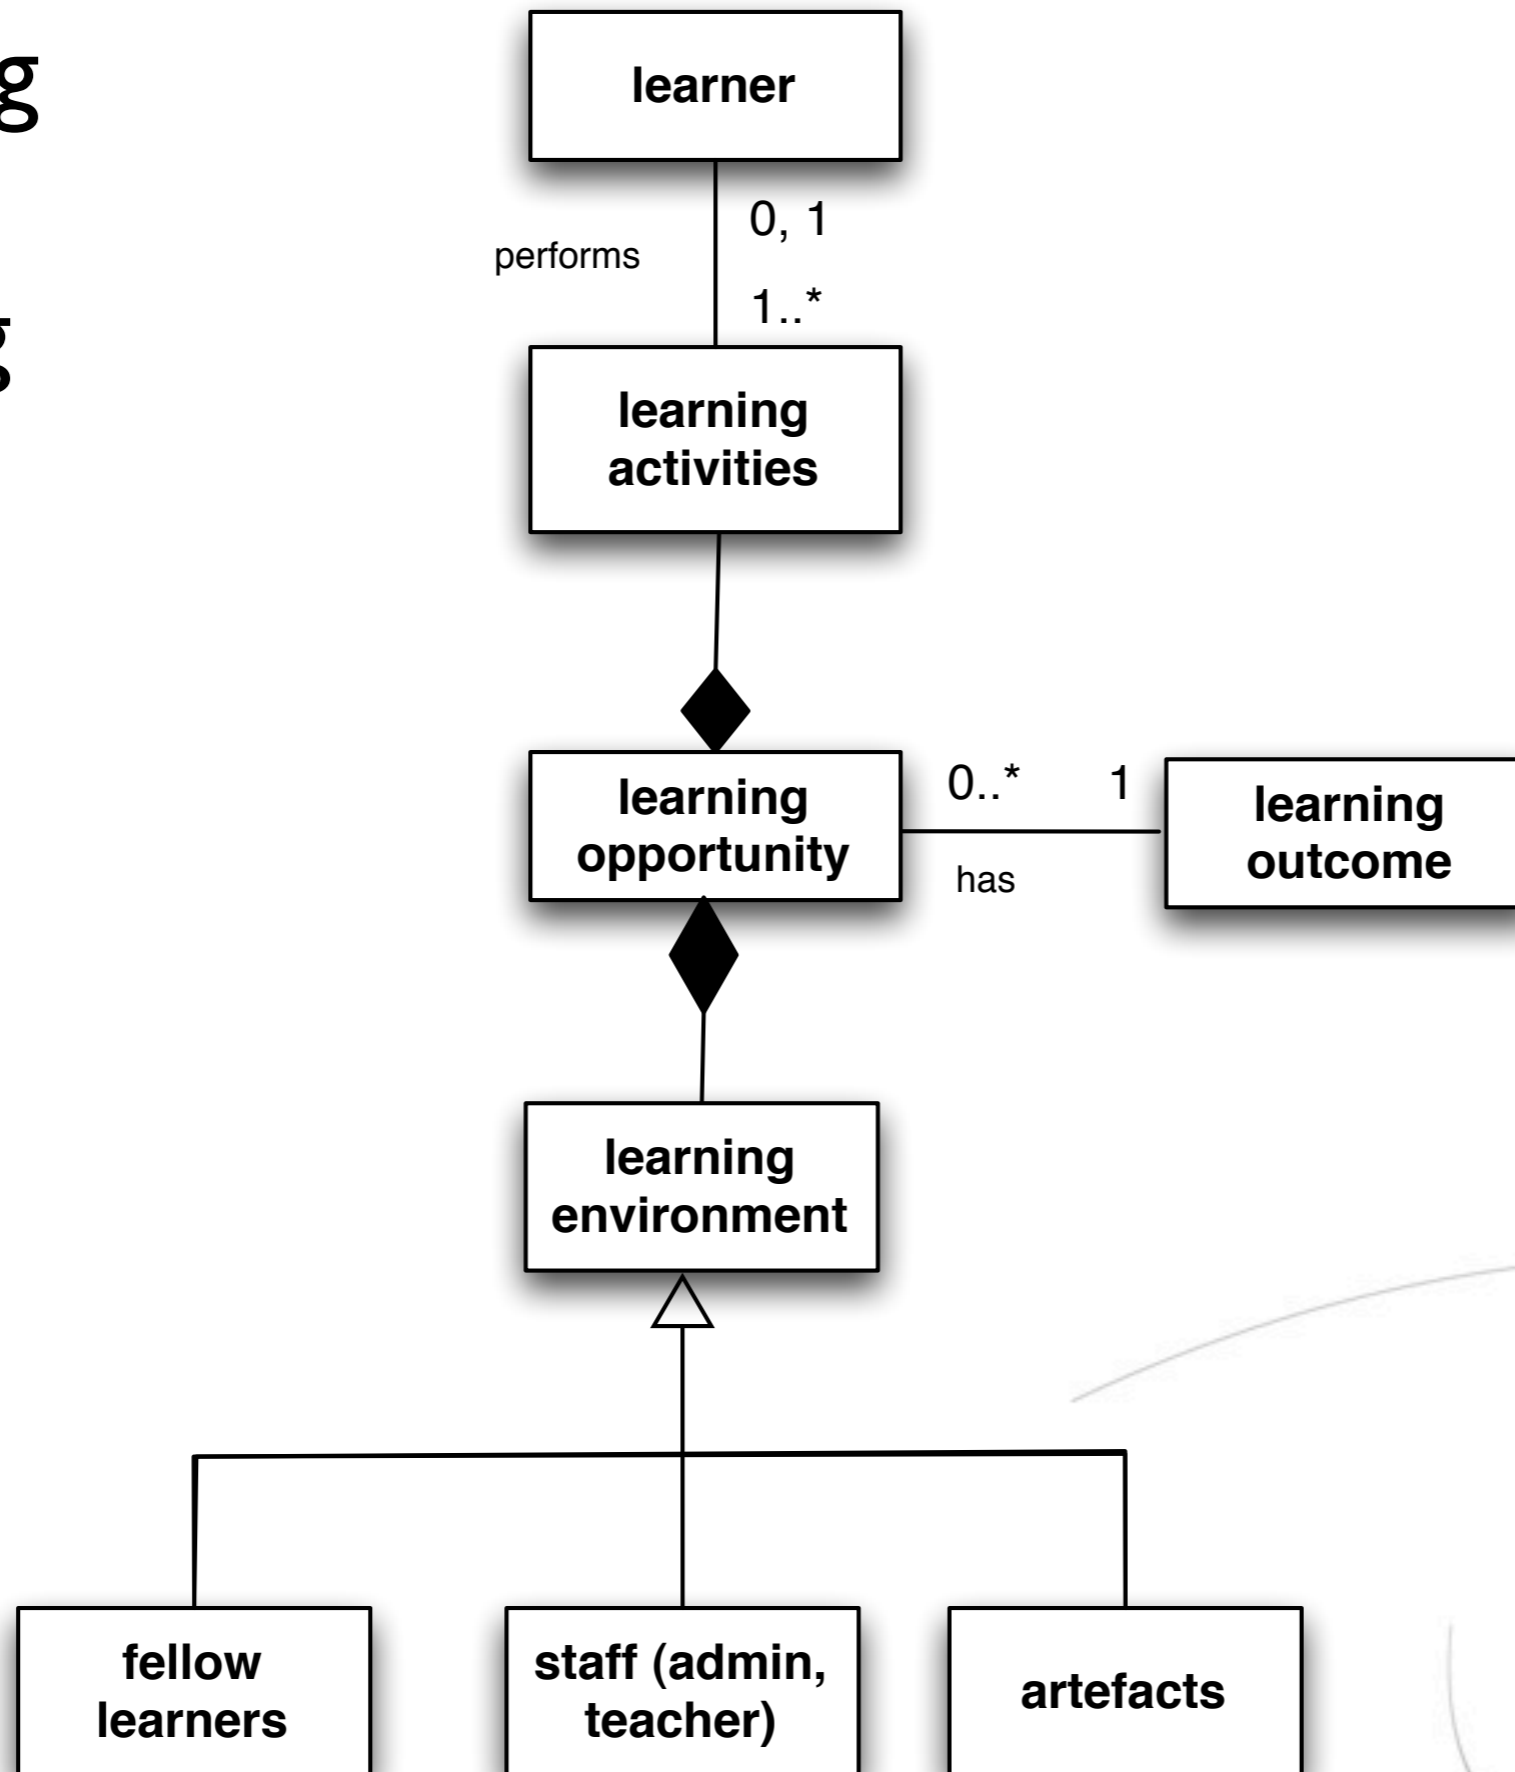 g
g
learner
0, 1
performs
1..*
learning
activities
learning
opportunity
0..* 1
has
learning
outcome
learning
environment
fellow
learners
staff (admin,
teacher)
artefacts